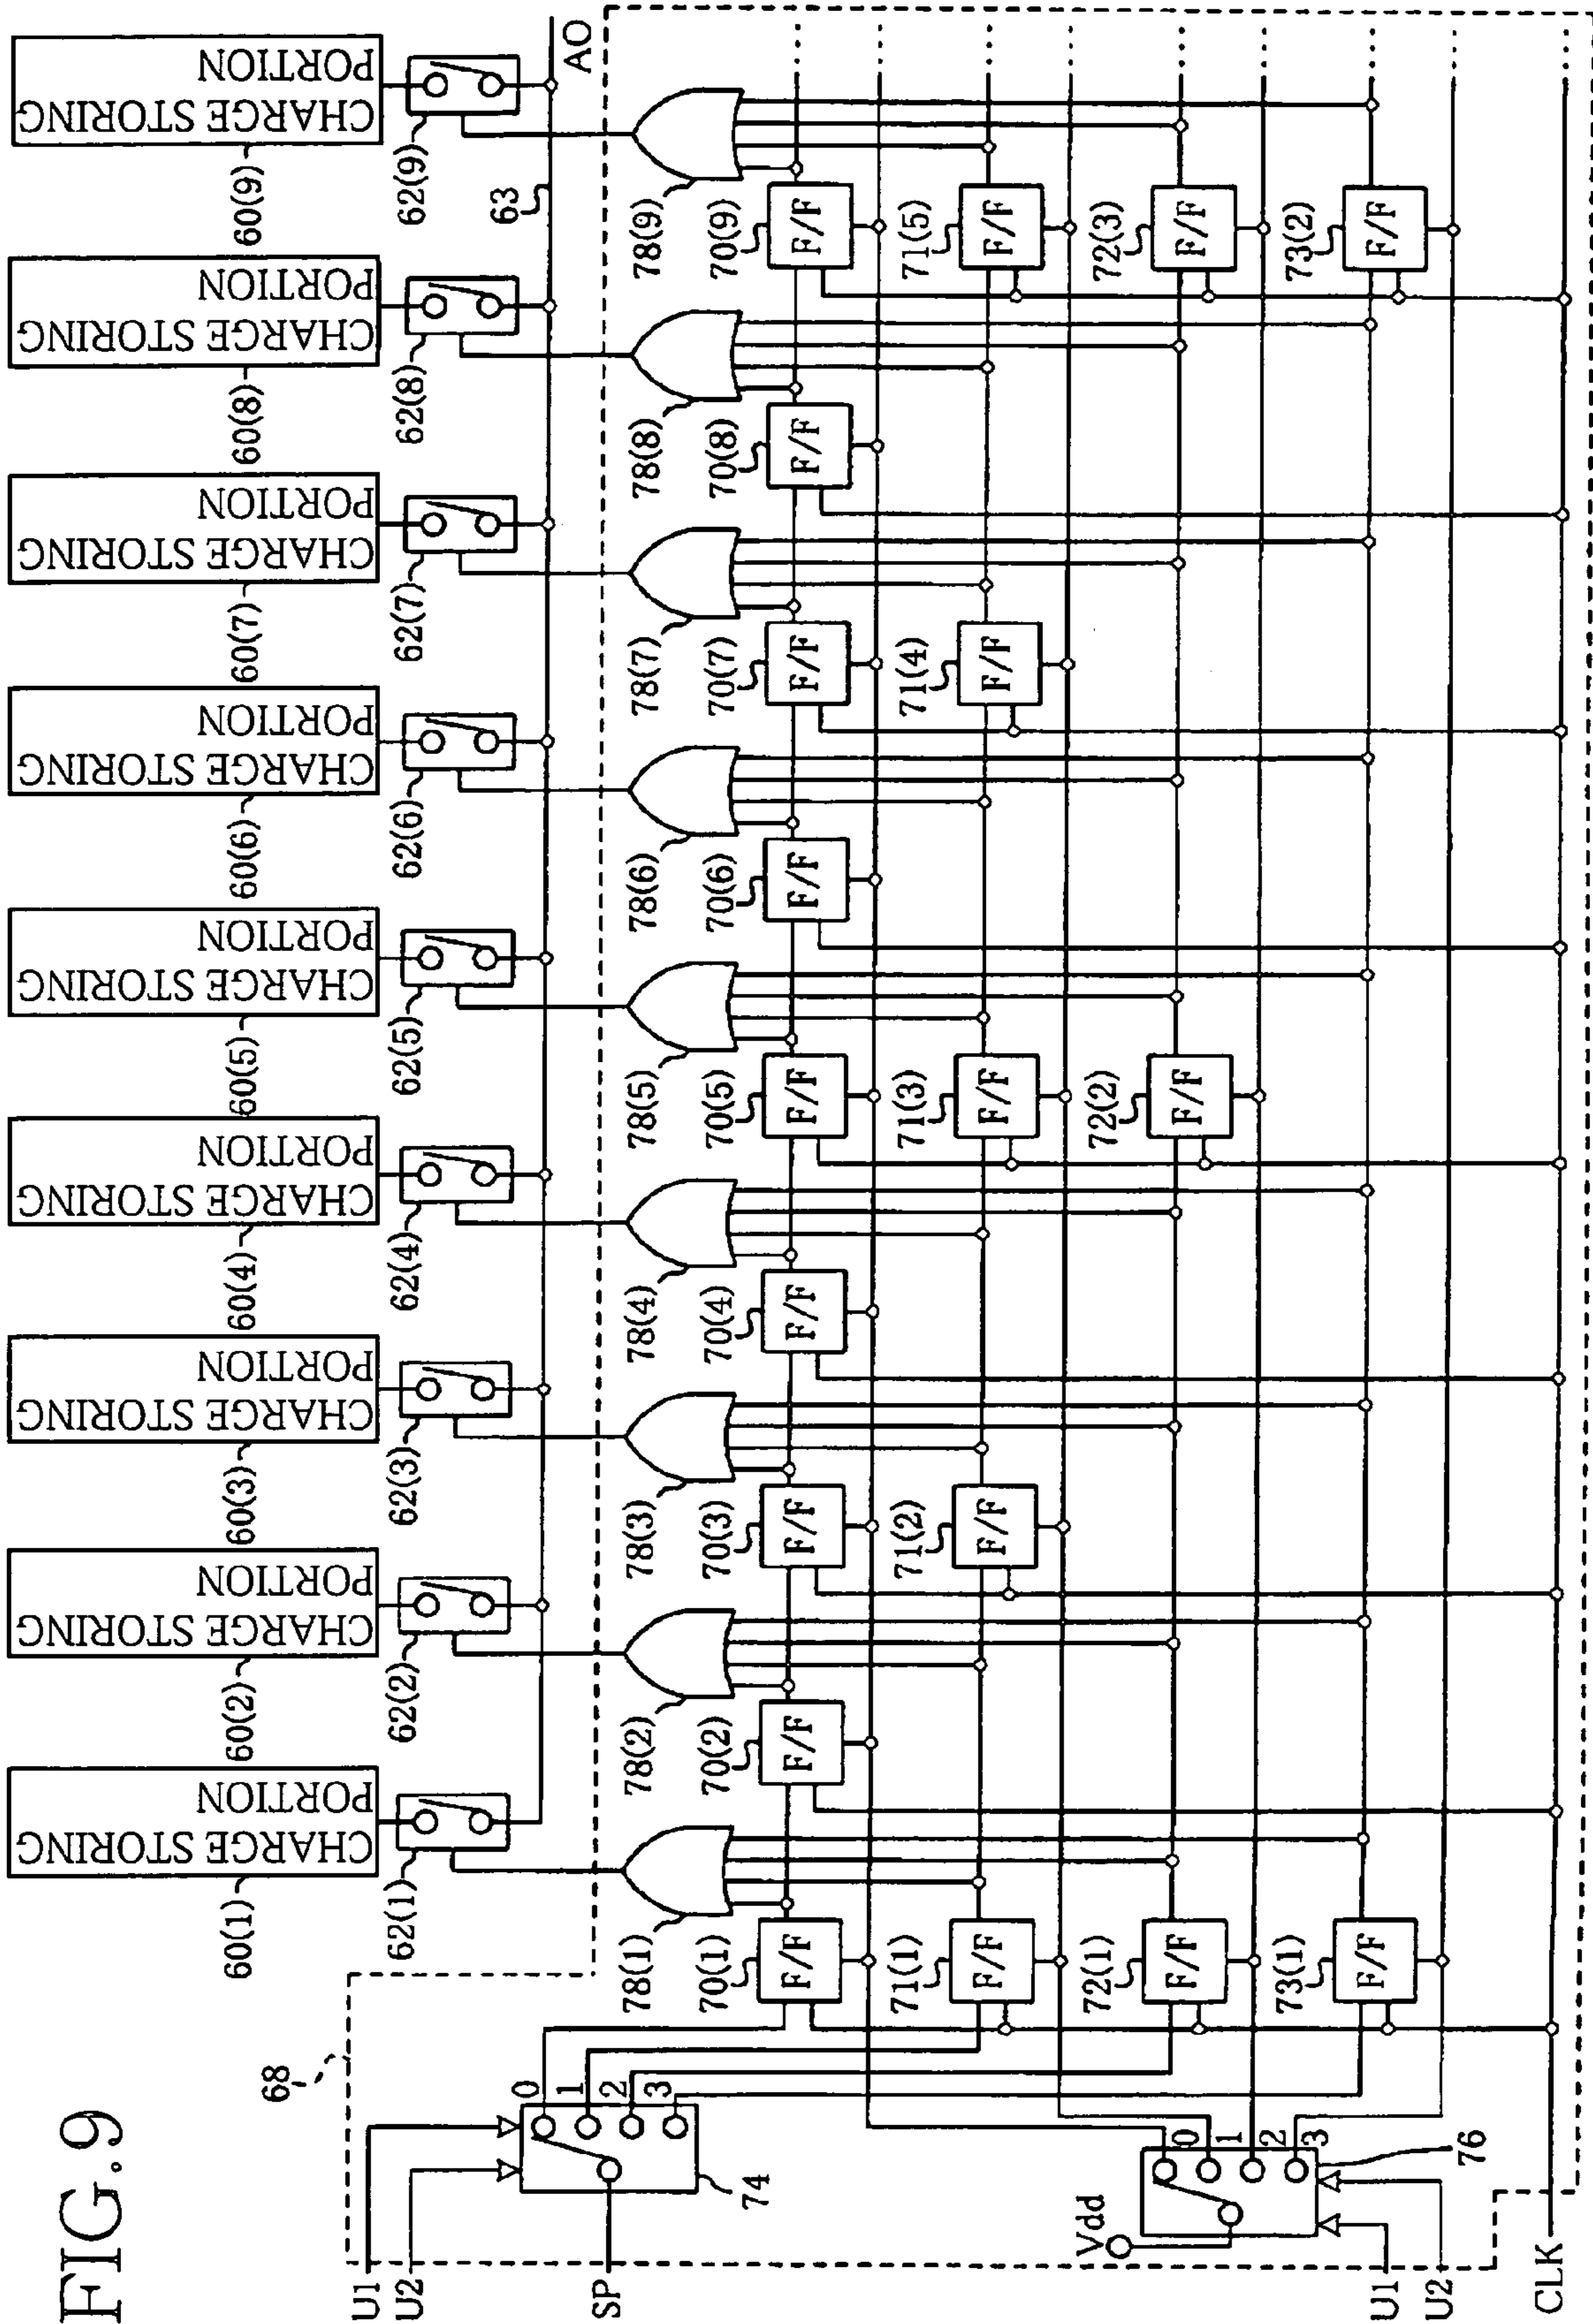 FIG.9
CHARGE STORING
PORTION
CHARGE STORING
PORTION
CHARGE STORING
PORTION
CHARGE STORING
PORTION
CHARGE STORING
PORTION
CHARGE STORING
PORTION
CHARGE STORING
PORTION
CHARGE STORING
PORTION
CHARGE STORING
PORTION
60(1)
60(2)
60(3)
60(4)
60(5)
60(6)
60(7)
60(8)
60(9)
62(1)
62(2)
62(3)
62(4)
62(5)
62(6)
62(7)
62(8)
62(9)
63
AO
68
U1
U2
SP
0
1
2
3
74
78(1)
78(2)
78(3)
78(4)
78(5)
78(6)
78(7)
78(8)
78(9)
70(1)
70(2)
70(3)
70(4)
70(5)
70(6)
70(7)
70(8)
70(9)
F/F
F/F
F/F
F/F
F/F
F/F
F/F
F/F
F/F
71(1)
71(2)
71(3)
71(4)
71(5)
F/F
F/F
F/F
F/F
F/F
72(1)
72(2)
72(3)
F/F
F/F
F/F
73(1)
73(2)
F/F
F/F
Vdd
0
1
2
3
76
U1
U2
CLK